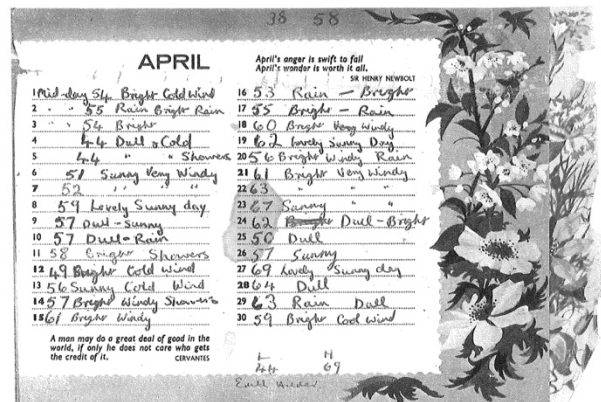 38 58
APRIL
April's anger is swift to fall
April's wonder is worth it all.
SIR HENRY NEWBOLT
1 Mid-day 54 Bright Cold Wind
2 " " 55 Rain Bright Rain
3 " " 54 Bright
4 44 Dull & Cold
5 44 " " Showers
6 51 Sunny Very Windy
7 52 " " "
8 59 Lovely Sunny day
9 57 Dull - Sunny
10 57 Dull - Rain
11 58 Bright Showers
12 49 Bright Cold Wind
13 56 Sunny Cold Wind
14 57 Bright Windy Showers
15 61 Bright Windy
A man may do a great deal of good in the
world, if only he does not care who gets
the credit of it.
CERVANTES
16 53 Rain - Bright
17 55 Bright - Rain
18 60 Bright Very Windy
19 62 Lovely Sunny Day
20 56 Bright Windy Rain
21 61 Bright Very Windy
22 63 " " "
23 67 Sunny " "
24 62 Dull - Bright
25 50 Dull
26 57 Sunny
27 69 Lovely Sunny day
28 64 Dull
29 63 Rain Dull
30 59 Bright Cool Wind
L H
44 69